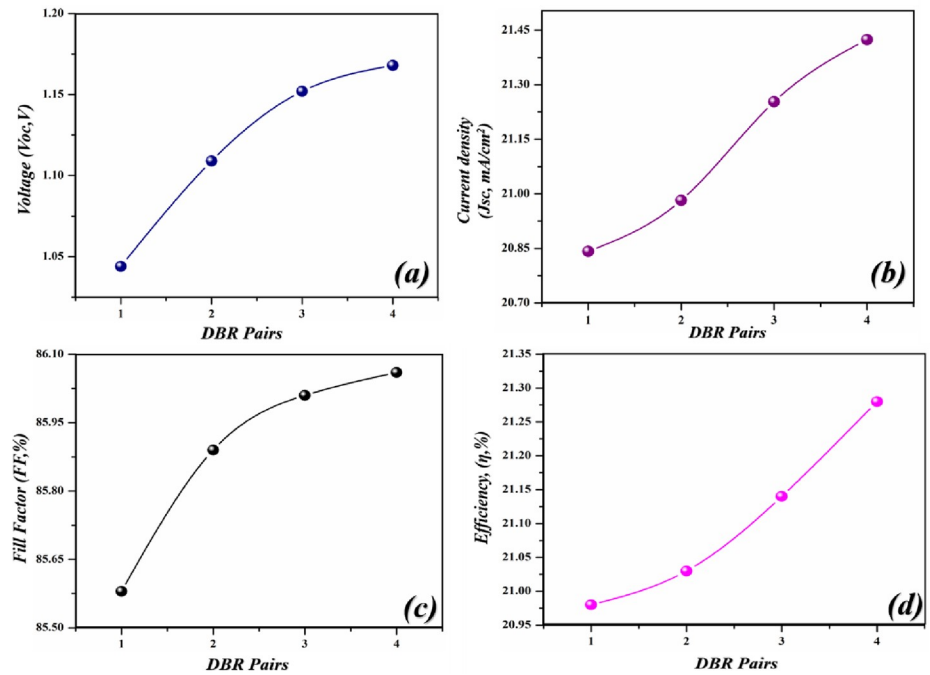 1.20
1.15
1.10
1.05
Voltage (Voc,V)
(a)
1 2 3 4
DBR Pairs
21.45
21.30
21.15
21.00
20.85
20.70
Current density
(Jsc, mA/cm²)
(b)
1 2 3 4
DBR Pairs
86.10
85.95
85.80
85.65
85.50
Fill Factor (FF,%)
(c)
1 2 3 4
DBR Pairs
21.35
21.30
21.25
21.20
21.15
21.10
21.05
21.00
20.95
Efficiency, (η,%)
(d)
1 2 3 4
DBR Pairs